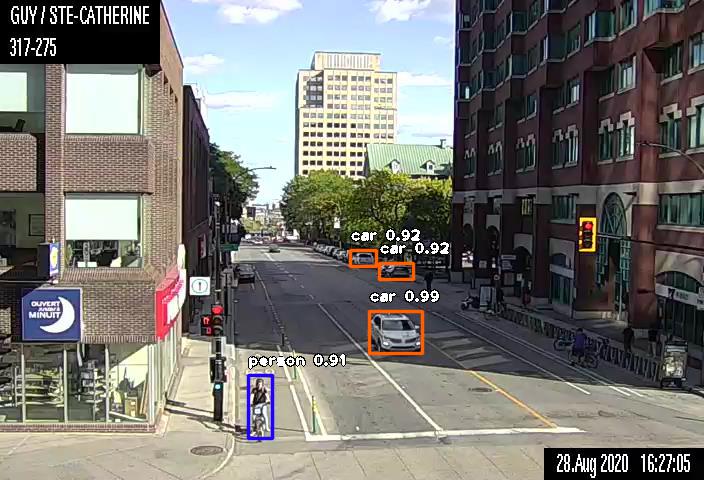 GUY / STE-CATHERINE
317-275
car 0.92
car 0.92
car 0.99
person 0.91
OUVERT
JUSQU'À
MINUIT
28.Aug 2020 16:27:05